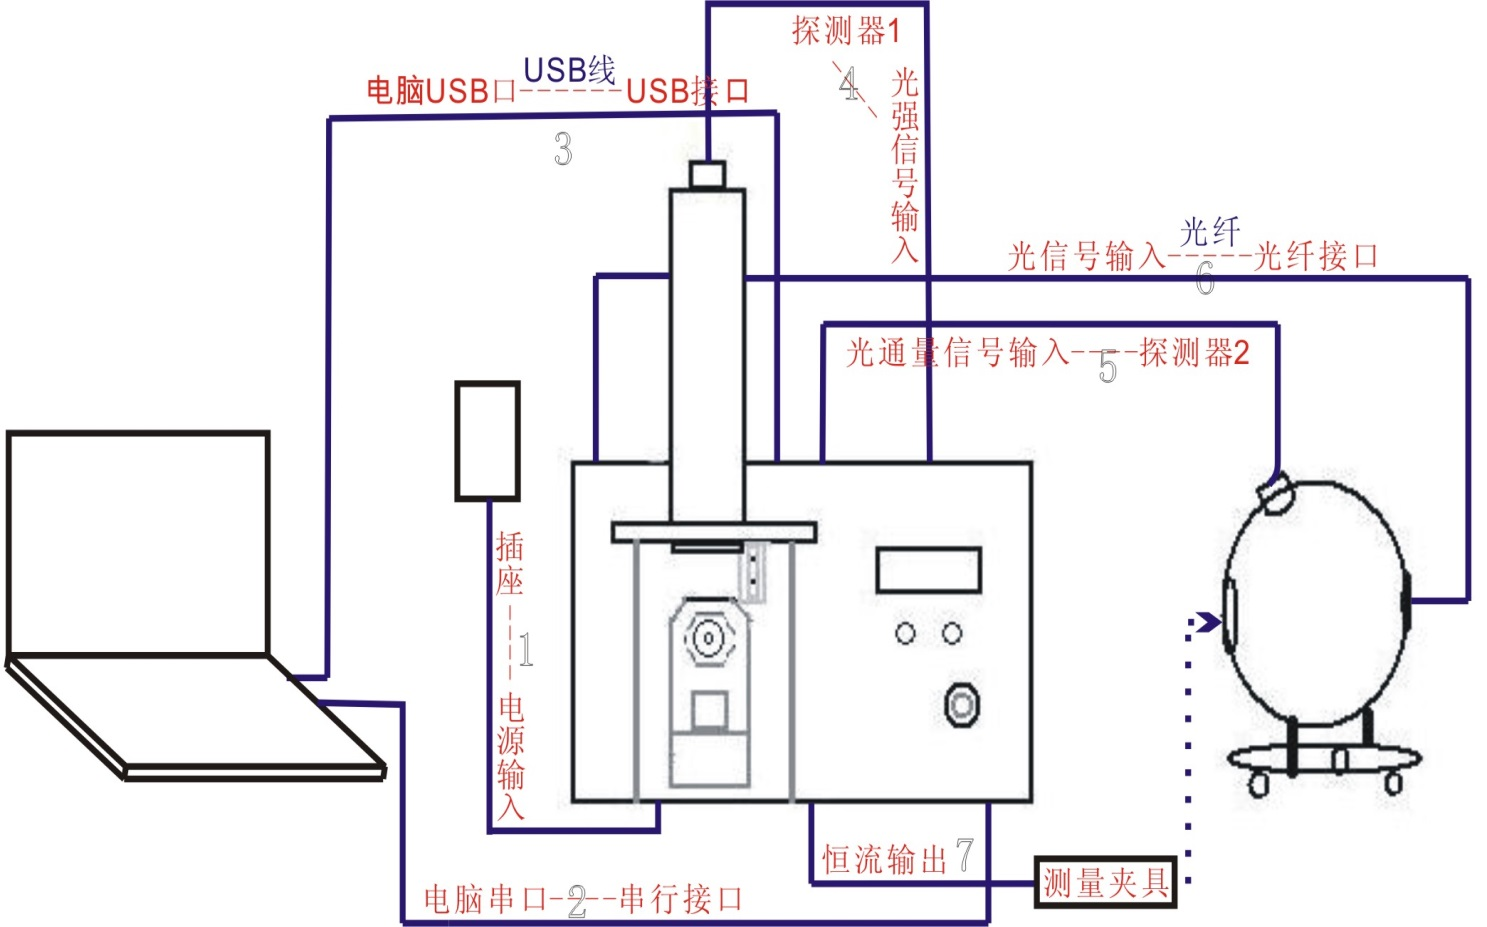 探测器1
4
光强信号输入
USB线
电脑USB口------USB接口
3
光纤
光信号输入-----光纤接口
6
光通量信号输入----探测器2
5
插座---电源输入
1
恒流输出
7
测量夹具
电脑串口----串行接口
2